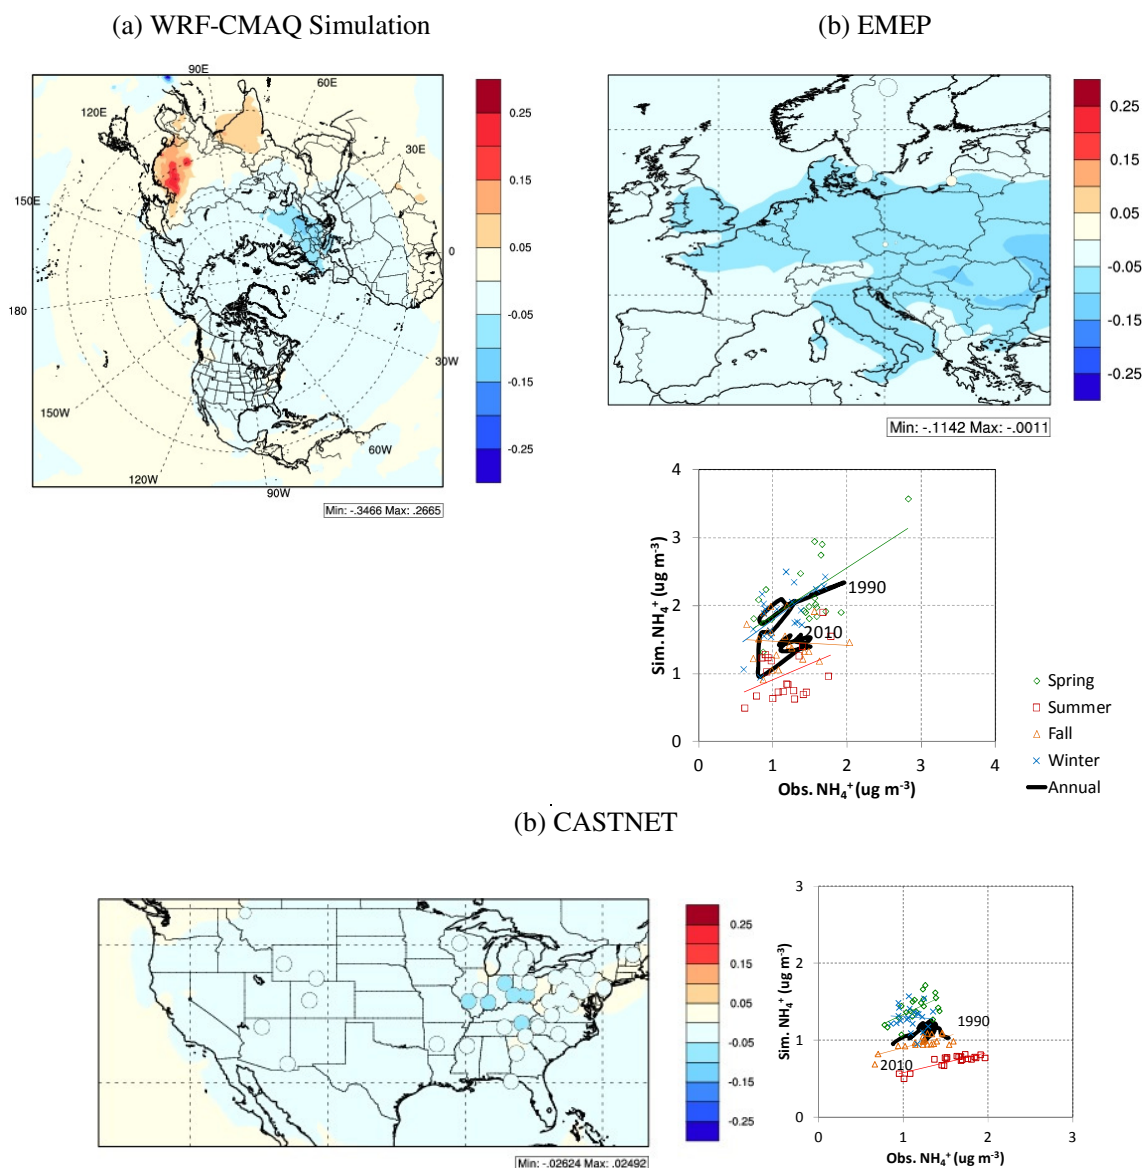 (a) WRF-CMAQ Simulation
(b) EMEP
90E
60E
120E
30E
150E
0
180
30W
150W
60W
120W
90W
0.25
0.15
0.05
-0.05
-0.15
-0.25
Min: -.3466 Max: .2665
0.25
0.15
0.05
-0.05
-0.15
-0.25
Min: -.1142 Max: -.0011
4
3
2
1
0
Sim. NH₄⁺ (ug m⁻³)
1990
2010
0 1 2 3 4
Obs. NH₄⁺ (ug m⁻³)
Spring
Summer
Fall
Winter
Annual
(b) CASTNET
0.25
0.15
0.05
-0.05
-0.15
-0.25
Min: -.02624 Max: .02492
3
2
1
0
Sim. NH₄⁺ (ug m⁻³)
1990
2010
0 1 2 3
Obs. NH₄⁺ (ug m⁻³)